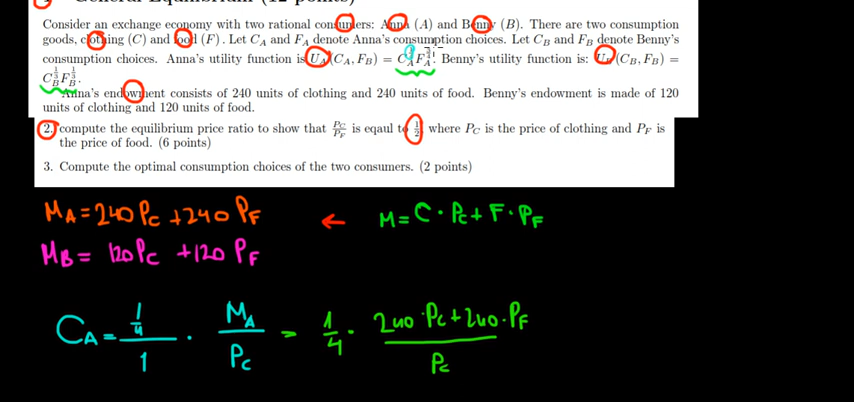 Consider an exchange economy with two rational consumers: Anna (A) and Benny (B). There are two consumption
goods, clothing (C) and food (F). Let C_A and F_A denote Anna's consumption choices. Let C_B and F_B denote Benny's
consumption choices. Anna's utility function is U_A(C_A, F_B) = C_A F_A. Benny's utility function is: U_B(C_B, F_B) =
C_B^{1/3} F_B^{1/3}.
Anna's endowment consists of 240 units of clothing and 240 units of food. Benny's endowment is made of 120
units of clothing and 120 units of food.
2. compute the equilibrium price ratio to show that P_C/P_F is eqaul to 1/2, where P_C is the price of clothing and P_F is
the price of food. (6 points)
3. Compute the optimal consumption choices of the two consumers. (2 points)
M_A = 240 P_C + 240 P_F ← M = C · P_C + F · P_F
M_B = 120 P_C + 120 P_F
C_A = (1/4)/1 · M_A/P_C = 1/4 · (240 · P_C + 240 · P_F)/P_C